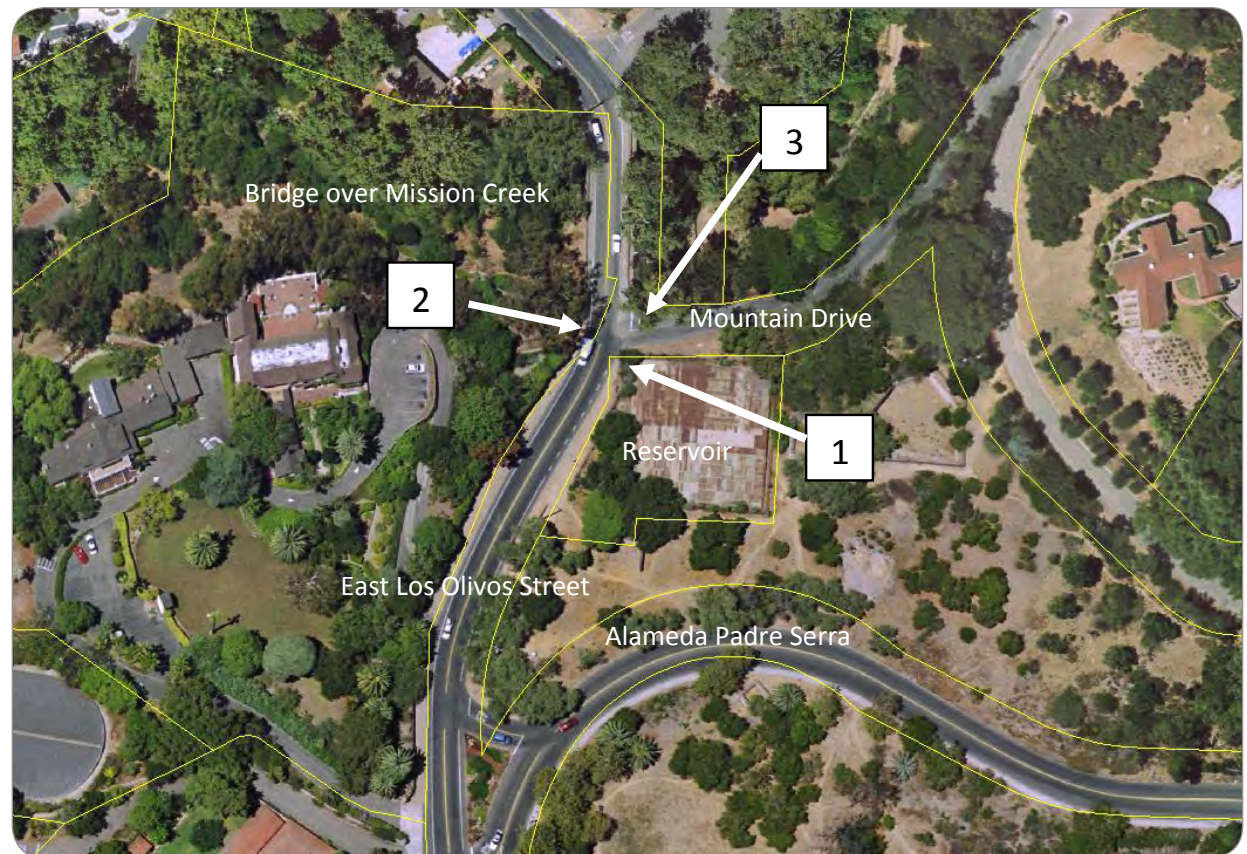 3
Bridge over Mission Creek
2
Mountain Drive
1
Reservoir
East Los Olivos Street
Alameda Padre Serra